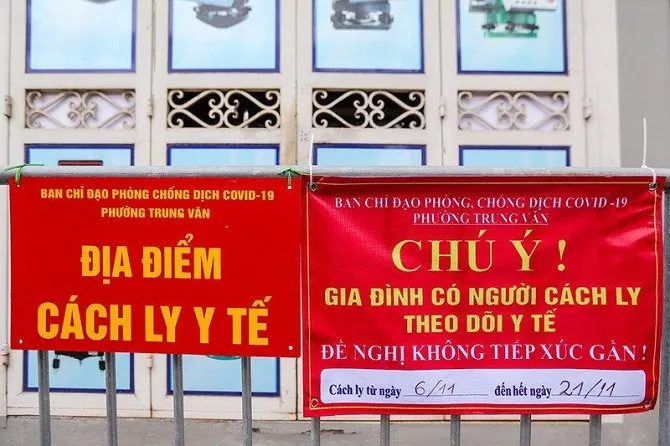 BAN CHỈ ĐẠO PHÒNG CHỐNG DỊCH COVID-19
PHƯỜNG TRUNG VĂN
ĐỊA ĐIỂM
CÁCH LY Y TẾ
BAN CHỈ ĐẠO PHÒNG, CHỐNG DỊCH COVID -19
PHƯỜNG TRUNG VĂN
CHÚ Ý !
GIA ĐÌNH CÓ NGƯỜI CÁCH LY
THEO DÕI Y TẾ
ĐỀ NGHỊ KHÔNG TIẾP XÚC GẦN !
Cách ly từ ngày 6/11 đến hết ngày 21/11